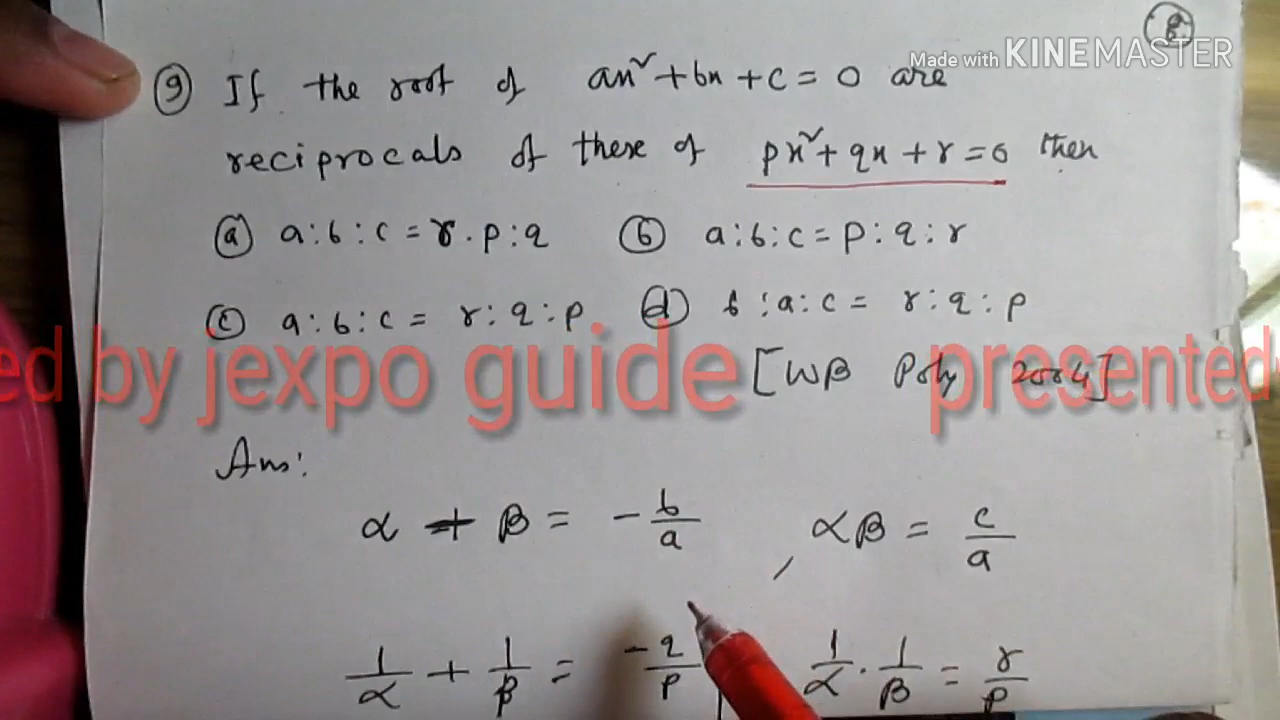 Made with KINEMASTER
⑨ If the root of ax² + bx + c = 0 are
reciprocals of these of px² + qx + r = 0 then
ⓐ a : b : c = r . p : q ⓑ a : b : c = p : q : r
ⓒ a : b : c = r : q : p ⓓ b : a : c = r : q : p
[WB Poly 2004]
ed by jexpo guide presented
Ans:
α + β = - b/a , αβ = c/a
1/α + 1/β = -q/p 1/α . 1/β = r/p